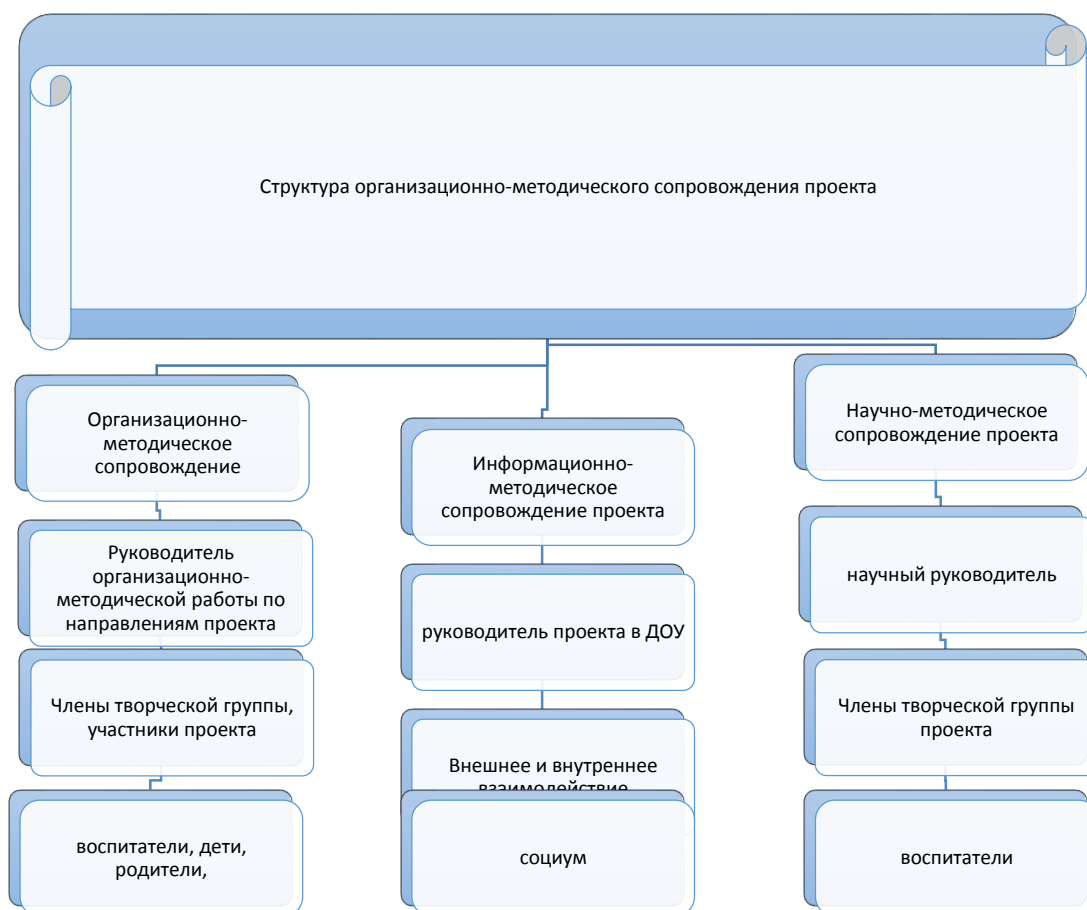 Структура организационно-методического сопровождения проекта
Организационно-
методическое
сопровождение
Руководитель
организационно-
методической работы по
направлениям проекта
Члены творческой группы,
участники проекта
воспитатели, дети,
родители,
Информационно-
методическое
сопровождение проекта
руководитель проекта в ДОУ
Внешнее и внутреннее
взаимодействие
социум
Научно-методическое
сопровождение проекта
научный руководитель
Члены творческой группы
проекта
воспитатели